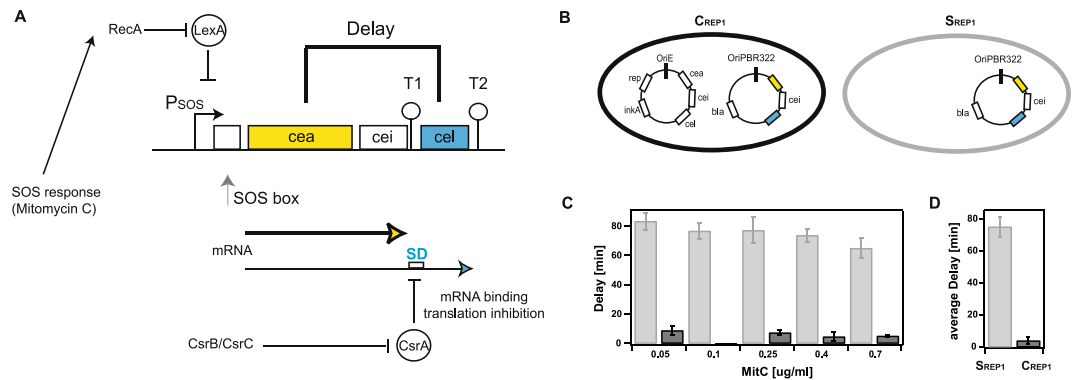 A
RecA
LexA
Delay
T1
T2
PSOS
cea
cei
cel
SOS response
(Mitomycin C)
SOS box
mRNA
SD
mRNA binding
translation inhibition
CsrB/CsrC
CsrA
B
CREP1
SREP1
OriE
rep
cea
cei
inkA
cel
OriPBR322
cei
bla
OriPBR322
cei
bla
C
Delay [min]
80
60
40
20
0
0.05 0.1 0.25 0.4 0.7
MitC [ug/ml]
D
average Delay [min]
80
60
40
20
0
SREP1 CREP1